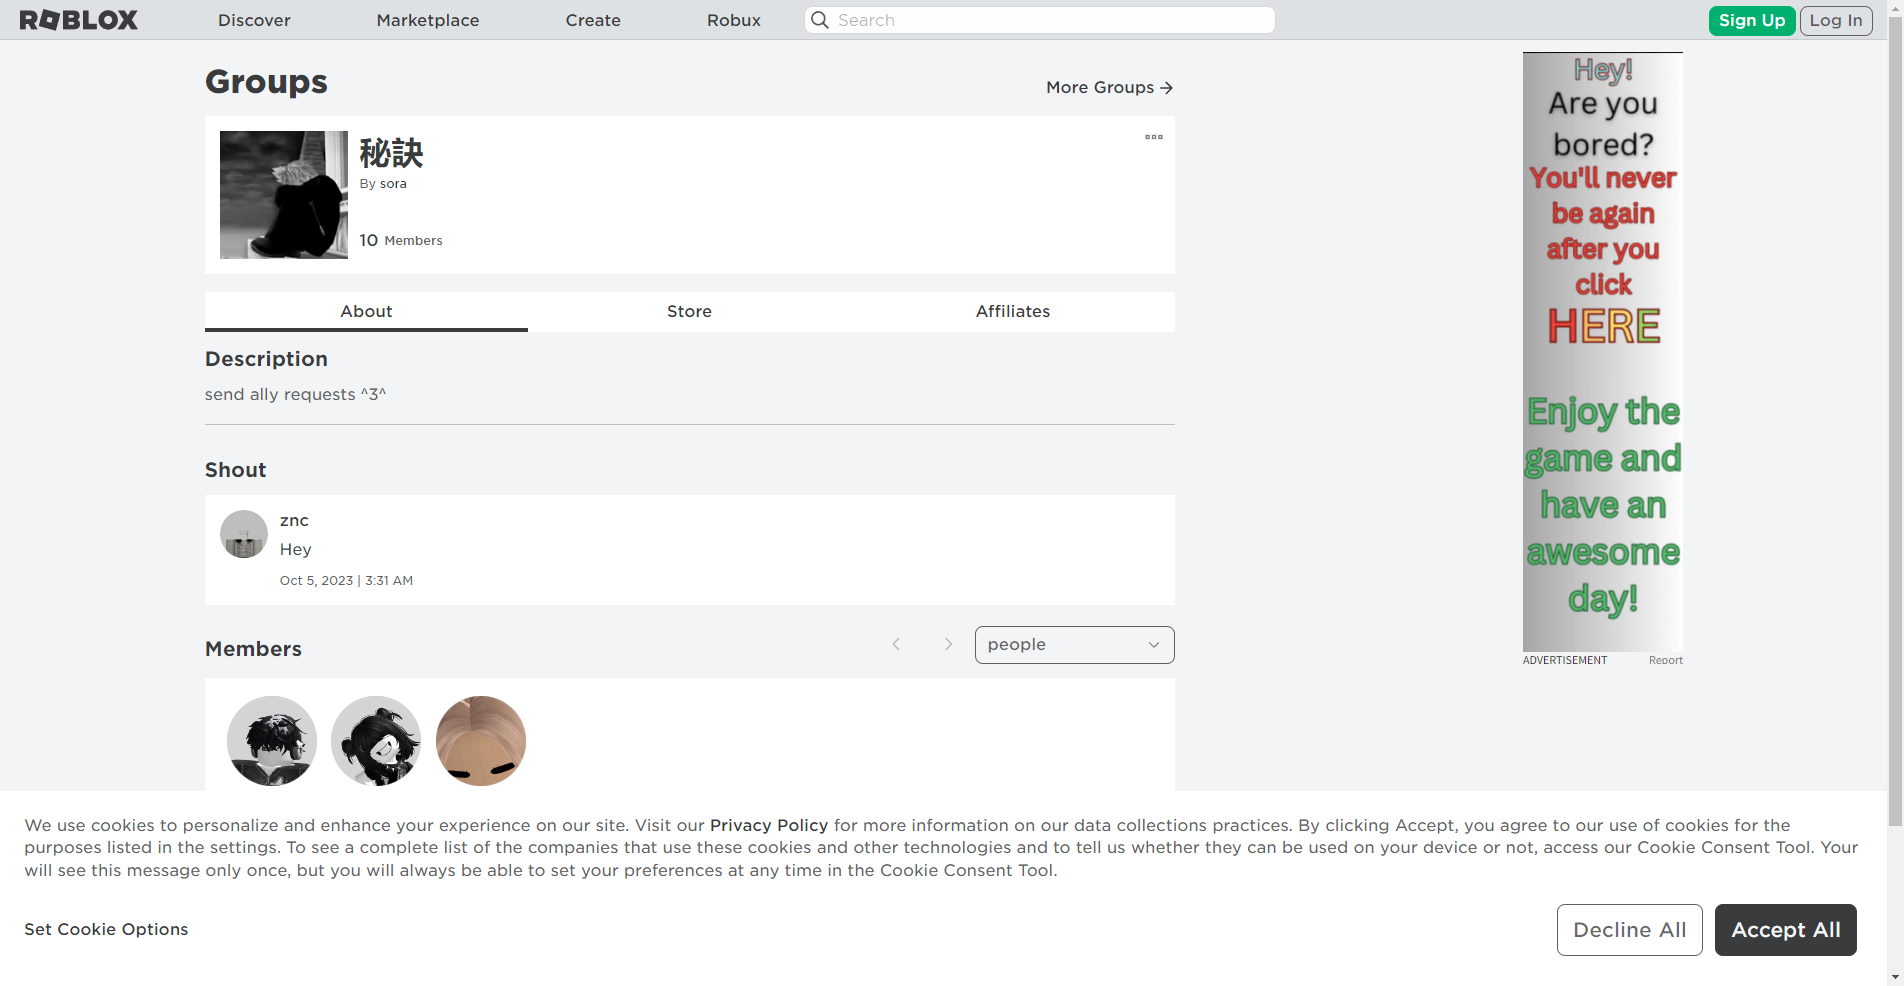 ROBLOX
Discover
Marketplace
Create
Robux
Search
Sign Up
Log In
Groups
More Groups
秘訣
By sora
10 Members
About
Store
Affiliates
Description
send ally requests ^3^
Shout
znc
Hey
Oct 5, 2023 | 3:31 AM
Members
people
Hey!
Are you
bored?
You'll never
be again
after you
click
HERE
Enjoy the
game and
have an
awesome
day!
ADVERTISEMENT
Report
We use cookies to personalize and enhance your experience on our site. Visit our Privacy Policy for more information on our data collections practices. By clicking Accept, you agree to our use of cookies for the
purposes listed in the settings. To see a complete list of the companies that use these cookies and other technologies and to tell us whether they can be used on your device or not, access our Cookie Consent Tool. Your
will see this message only once, but you will always be able to set your preferences at any time in the Cookie Consent Tool.
Set Cookie Options
Decline All
Accept All